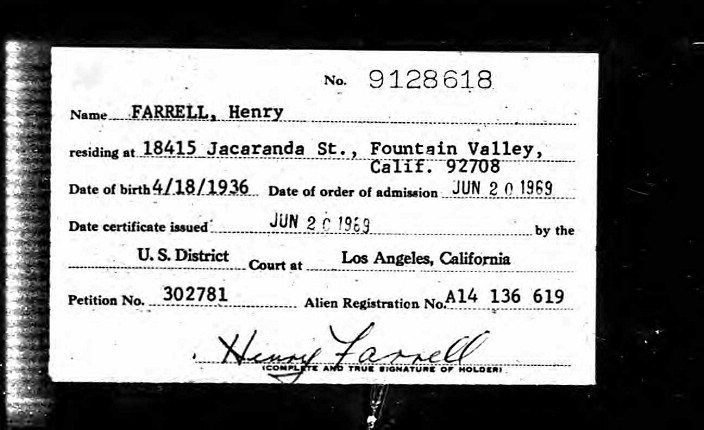 No. 9128618
Name FARRELL, Henry
residing at 18415 Jacaranda St., Fountain Valley,
Calif. 92708
Date of birth 4/18/1936 Date of order of admission JUN 20 1969
Date certificate issued JUN 20 1969 by the
U. S. District Court at Los Angeles, California
Petition No. 302781 Alien Registration No. A14 136 619
Henry Farrell
(COMPLETE AND TRUE SIGNATURE OF HOLDER)